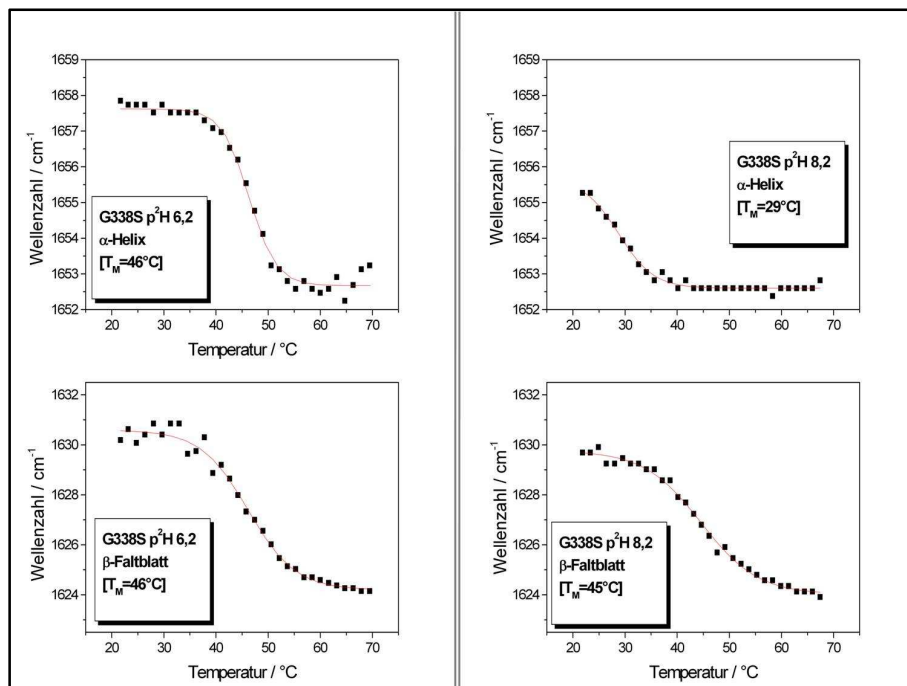 1659
1658
1657
1656
1655
1654
1653
1652
Wellenzahl / cm⁻¹
G338S p²H 6,2
α-Helix
[T_M=46°C]
20 30 40 50 60 70
Temperatur / °C
1659
1658
1657
1656
1655
1654
1653
1652
Wellenzahl / cm⁻¹
G338S p²H 8,2
α-Helix
[T_M=29°C]
20 30 40 50 60 70
Temperatur / °C
1632
1630
1628
1626
1624
Wellenzahl / cm⁻¹
G338S p²H 6,2
β-Faltblatt
[T_M=46°C]
20 30 40 50 60 70
Temperatur / °C
1632
1630
1628
1626
1624
Wellenzahl / cm⁻¹
G338S p²H 8,2
β-Faltblatt
[T_M=45°C]
20 30 40 50 60 70
Temperatur / °C